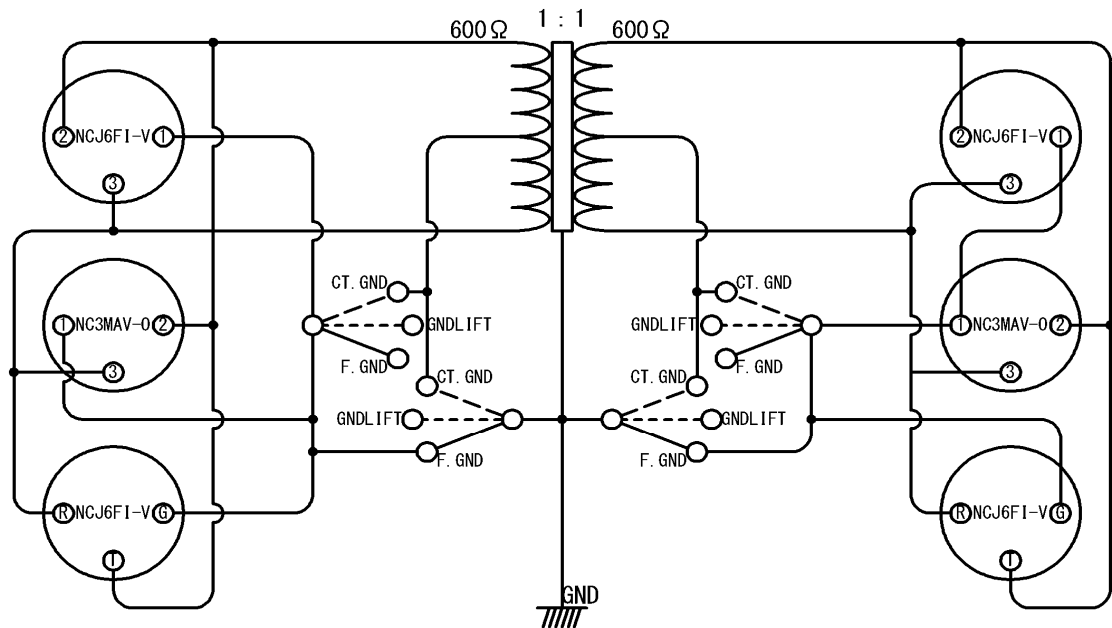 1 : 1
600Ω 600Ω
2 NCJ6FI-V 1
3
2 NCJ6FI-V 1
3
CT. GND
GNDLIFT
F. GND
CT. GND
GNDLIFT
F. GND
1 NC3MAV-0 2
3
1 NC3MAV-0 2
3
CT. GND
GNDLIFT
F. GND
CT. GND
GNDLIFT
F. GND
R NCJ6FI-V G
T
R NCJ6FI-V G
T
GND